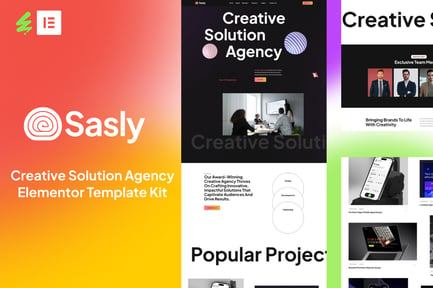 Sasly
Creative Solution Agency
Elementor Template Kit
Sasly
Creative
Solution
Agency
Creative Soluti
Our Award-Winning
Creative Agency Thrives
On Crafting Innovative,
Impactful Solutions That
Captivate Audiences And
Drive Results.
Popular Project
Creative S
Exclusive Team Me
Bringing Brands To Life
With Creativity